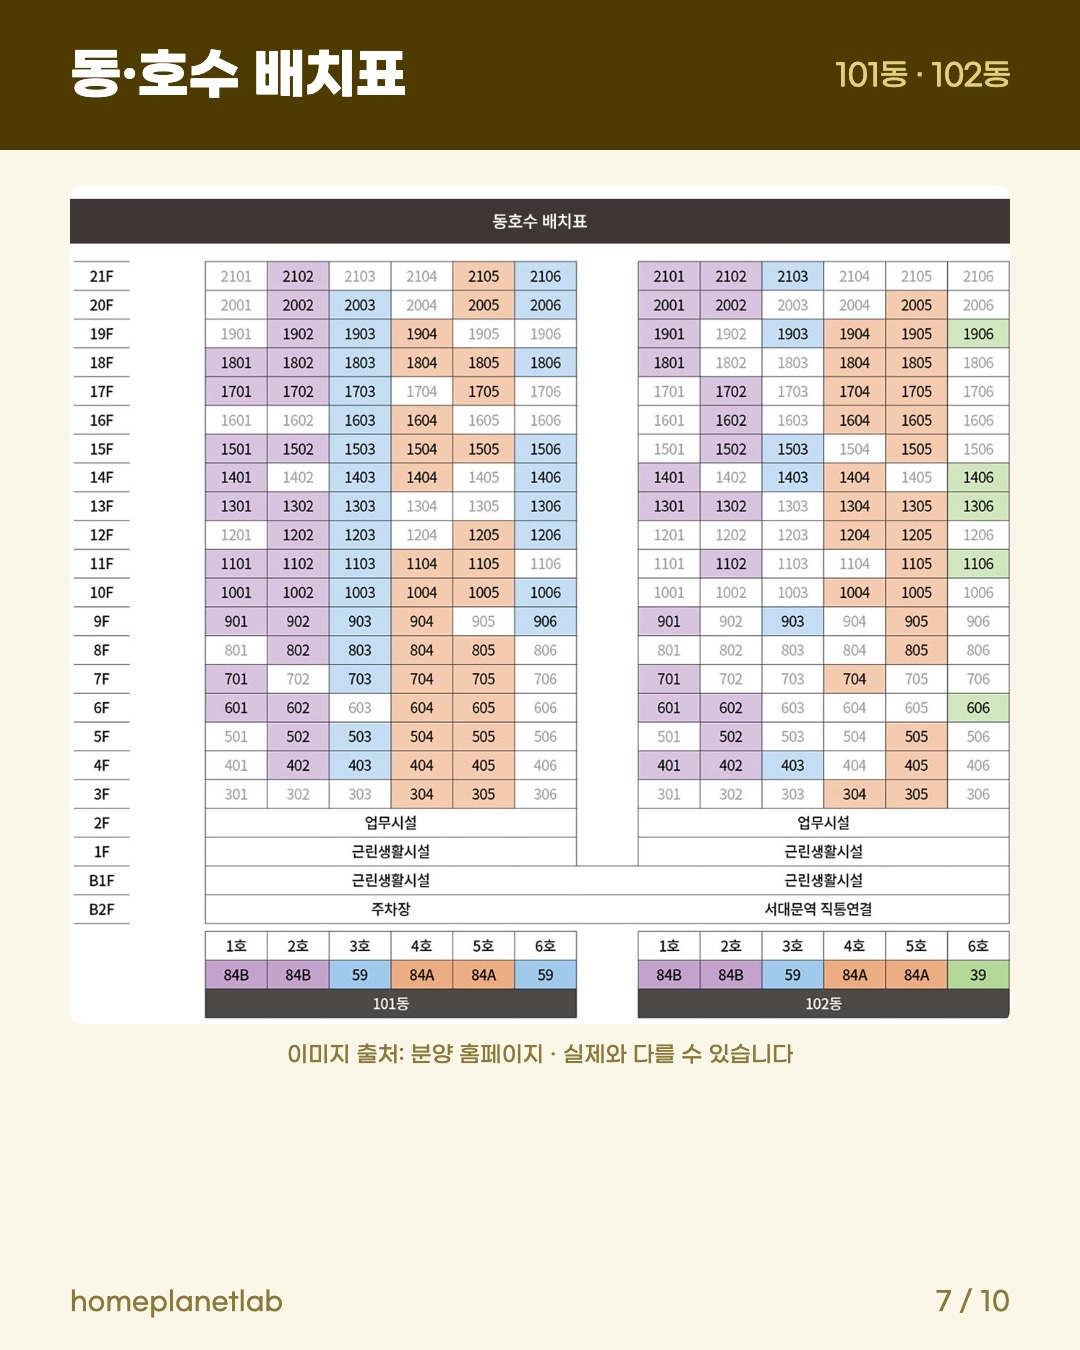 동·호수 배치표
101동 · 102동
동호수 배치표
21F 2101 2102 2103 2104 2105 2106 2101 2102 2103 2104 2105 2106
20F 2001 2002 2003 2004 2005 2006 2001 2002 2003 2004 2005 2006
19F 1901 1902 1903 1904 1905 1906 1901 1902 1903 1904 1905 1906
18F 1801 1802 1803 1804 1805 1806 1801 1802 1803 1804 1805 1806
17F 1701 1702 1703 1704 1705 1706 1701 1702 1703 1704 1705 1706
16F 1601 1602 1603 1604 1605 1606 1601 1602 1603 1604 1605 1606
15F 1501 1502 1503 1504 1505 1506 1501 1502 1503 1504 1505 1506
14F 1401 1402 1403 1404 1405 1406 1401 1402 1403 1404 1405 1406
13F 1301 1302 1303 1304 1305 1306 1301 1302 1303 1304 1305 1306
12F 1201 1202 1203 1204 1205 1206 1201 1202 1203 1204 1205 1206
11F 1101 1102 1103 1104 1105 1106 1101 1102 1103 1104 1105 1106
10F 1001 1002 1003 1004 1005 1006 1001 1002 1003 1004 1005 1006
9F 901 902 903 904 905 906 901 902 903 904 905 906
8F 801 802 803 804 805 806 801 802 803 804 805 806
7F 701 702 703 704 705 706 701 702 703 704 705 706
6F 601 602 603 604 605 606 601 602 603 604 605 606
5F 501 502 503 504 505 506 501 502 503 504 505 506
4F 401 402 403 404 405 406 401 402 403 404 405 406
3F 301 302 303 304 305 306 301 302 303 304 305 306
2F 업무시설 업무시설
1F 근린생활시설 근린생활시설
B1F 근린생활시설 근린생활시설
B2F 주차장 서대문역 직통연결
1호 2호 3호 4호 5호 6호 1호 2호 3호 4호 5호 6호
84B 84B 59 84A 84A 59 84B 84B 59 84A 84A 39
101동 102동
이미지 출처: 분양 홈페이지 · 실제와 다를 수 있습니다
homeplanetlab
7 / 10